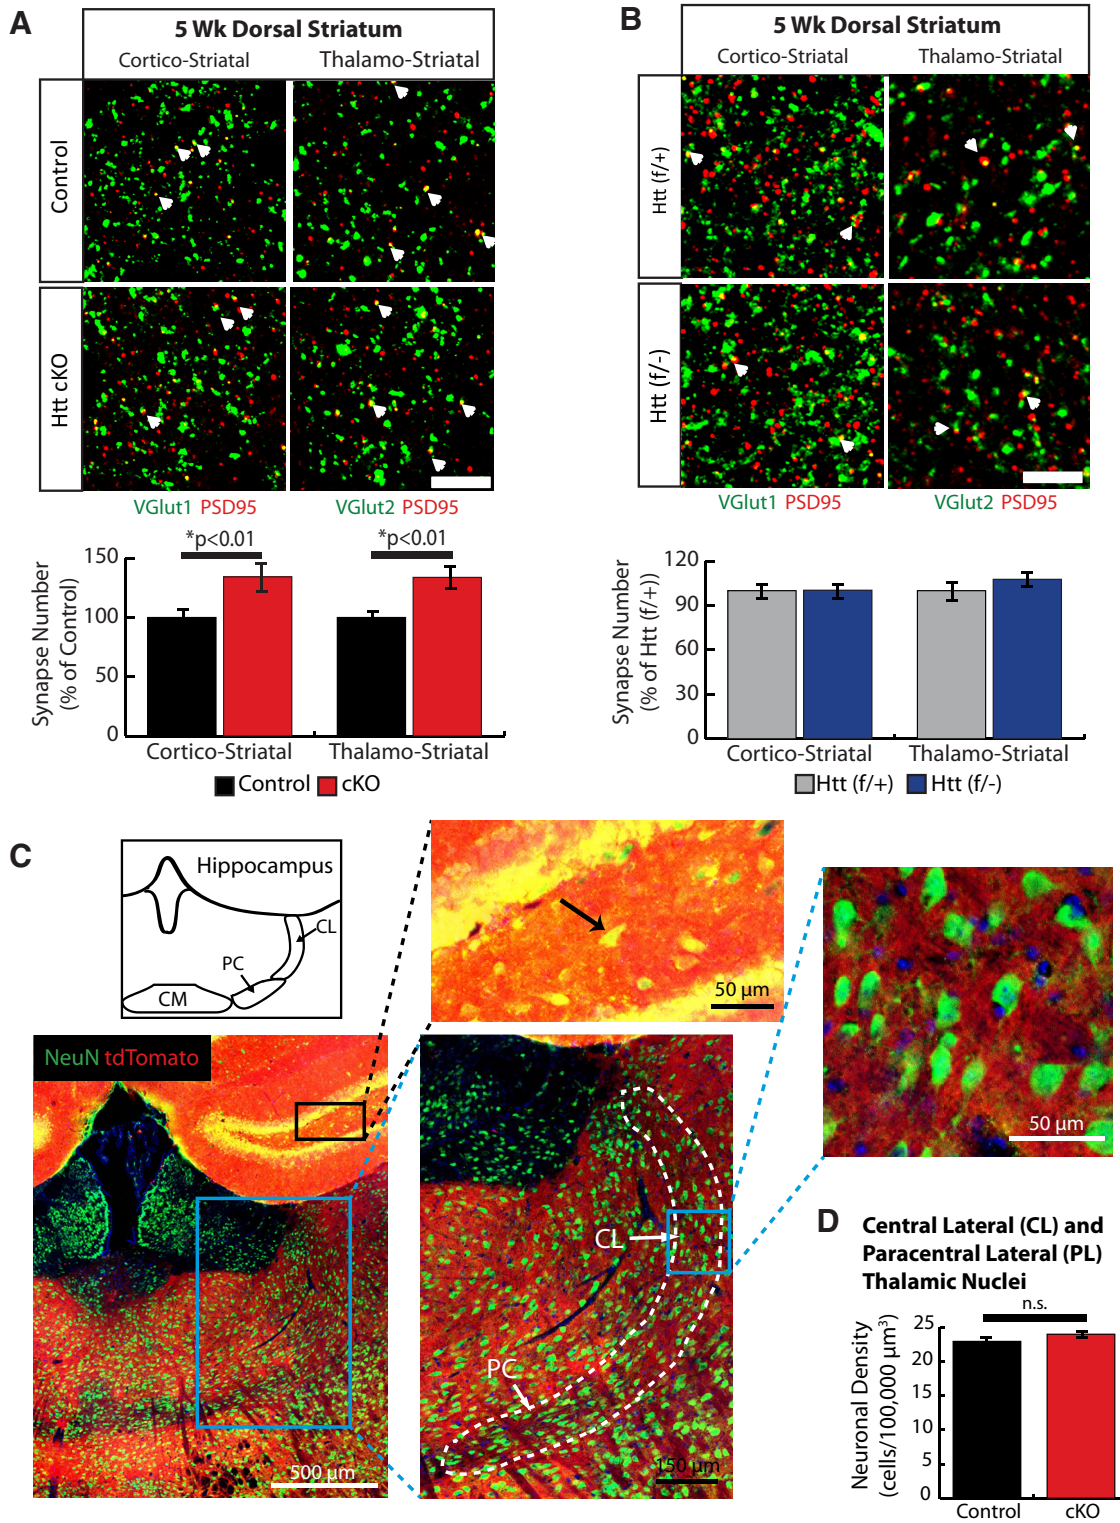 A
5 Wk Dorsal Striatum
Cortico-Striatal Thalamo-Striatal
Control
Htt cKO
VGlut1 PSD95 VGlut2 PSD95
*p<0.01 *p<0.01
Synapse Number
(% of Control)
150
100
50
0
Cortico-Striatal Thalamo-Striatal
Control cKO
B
5 Wk Dorsal Striatum
Cortico-Striatal Thalamo-Striatal
Htt (f/+)
Htt (f/-)
VGlut1 PSD95 VGlut2 PSD95
Synapse Number
(% of Htt (f/+))
120
90
60
30
0
Cortico-Striatal Thalamo-Striatal
Htt (f/+) Htt (f/-)
C
Hippocampus
CL
PC
CM
50 µm
NeuN tdTomato
500 µm
CL
PC
150 µm
50 µm
D
Central Lateral (CL) and
Paracentral Lateral (PL)
Thalamic Nuclei
n.s.
Neuronal Density
(cells/100,000 µm³)
25
20
15
10
5
0
Control cKO